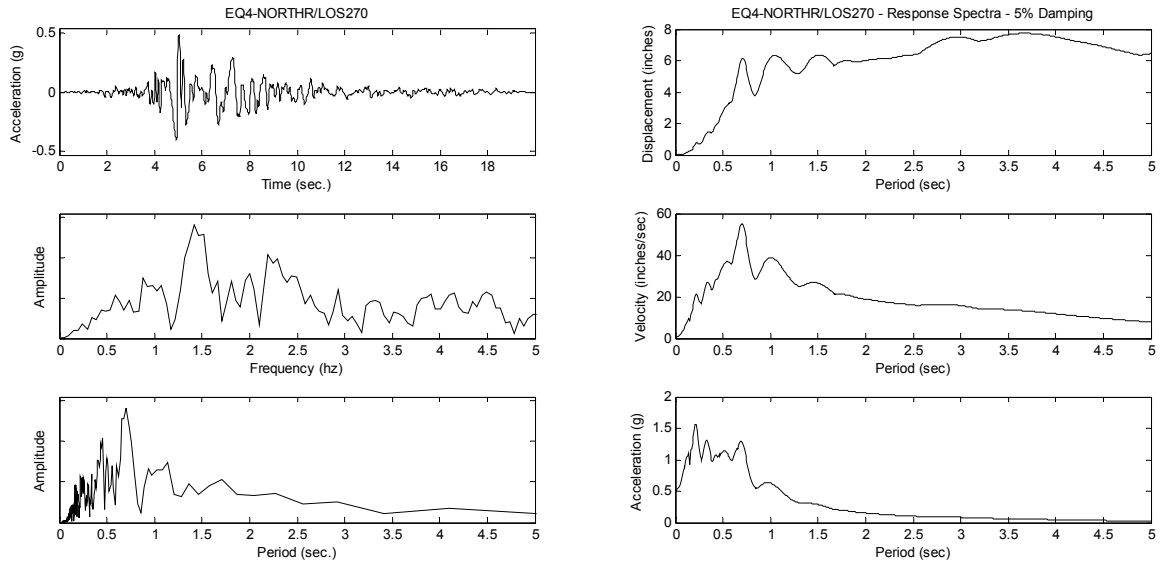 EQ4-NORTHR/LOS270
Acceleration (g)
0.5
0
-0.5
0 2 4 6 8 10 12 14 16 18
Time (sec.)
Amplitude
0 0.5 1 1.5 2 2.5 3 3.5 4 4.5 5
Frequency (hz)
Amplitude
0 0.5 1 1.5 2 2.5 3 3.5 4 4.5 5
Period (sec.)
EQ4-NORTHR/LOS270 - Response Spectra - 5% Damping
Displacement (inches)
8
6
4
2
0
0 0.5 1 1.5 2 2.5 3 3.5 4 4.5 5
Period (sec)
Velocity (inches/sec)
60
40
20
0
0 0.5 1 1.5 2 2.5 3 3.5 4 4.5 5
Period (sec)
Acceleration (g)
2
1.5
1
0.5
0
0 0.5 1 1.5 2 2.5 3 3.5 4 4.5 5
Period (sec)